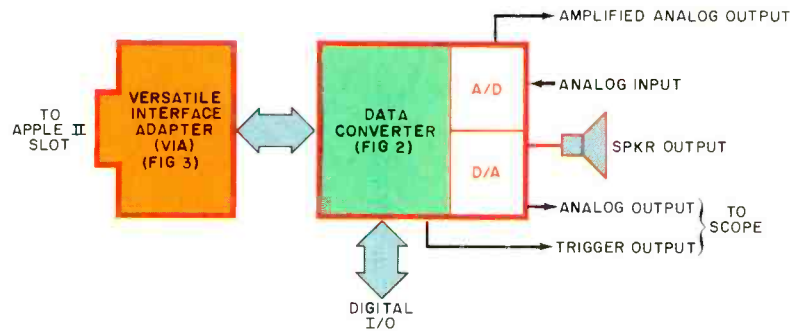 AMPLIFIED ANALOG OUTPUT
TO
APPLE II
SLOT
VERSATILE
INTERFACE
ADAPTER
(VIA)
(FIG 3)
DATA
CONVERTER
(FIG 2)
A/D
ANALOG INPUT
D/A
SPKR OUTPUT
ANALOG OUTPUT
TRIGGER OUTPUT
TO
SCOPE
DIGITAL
I/O